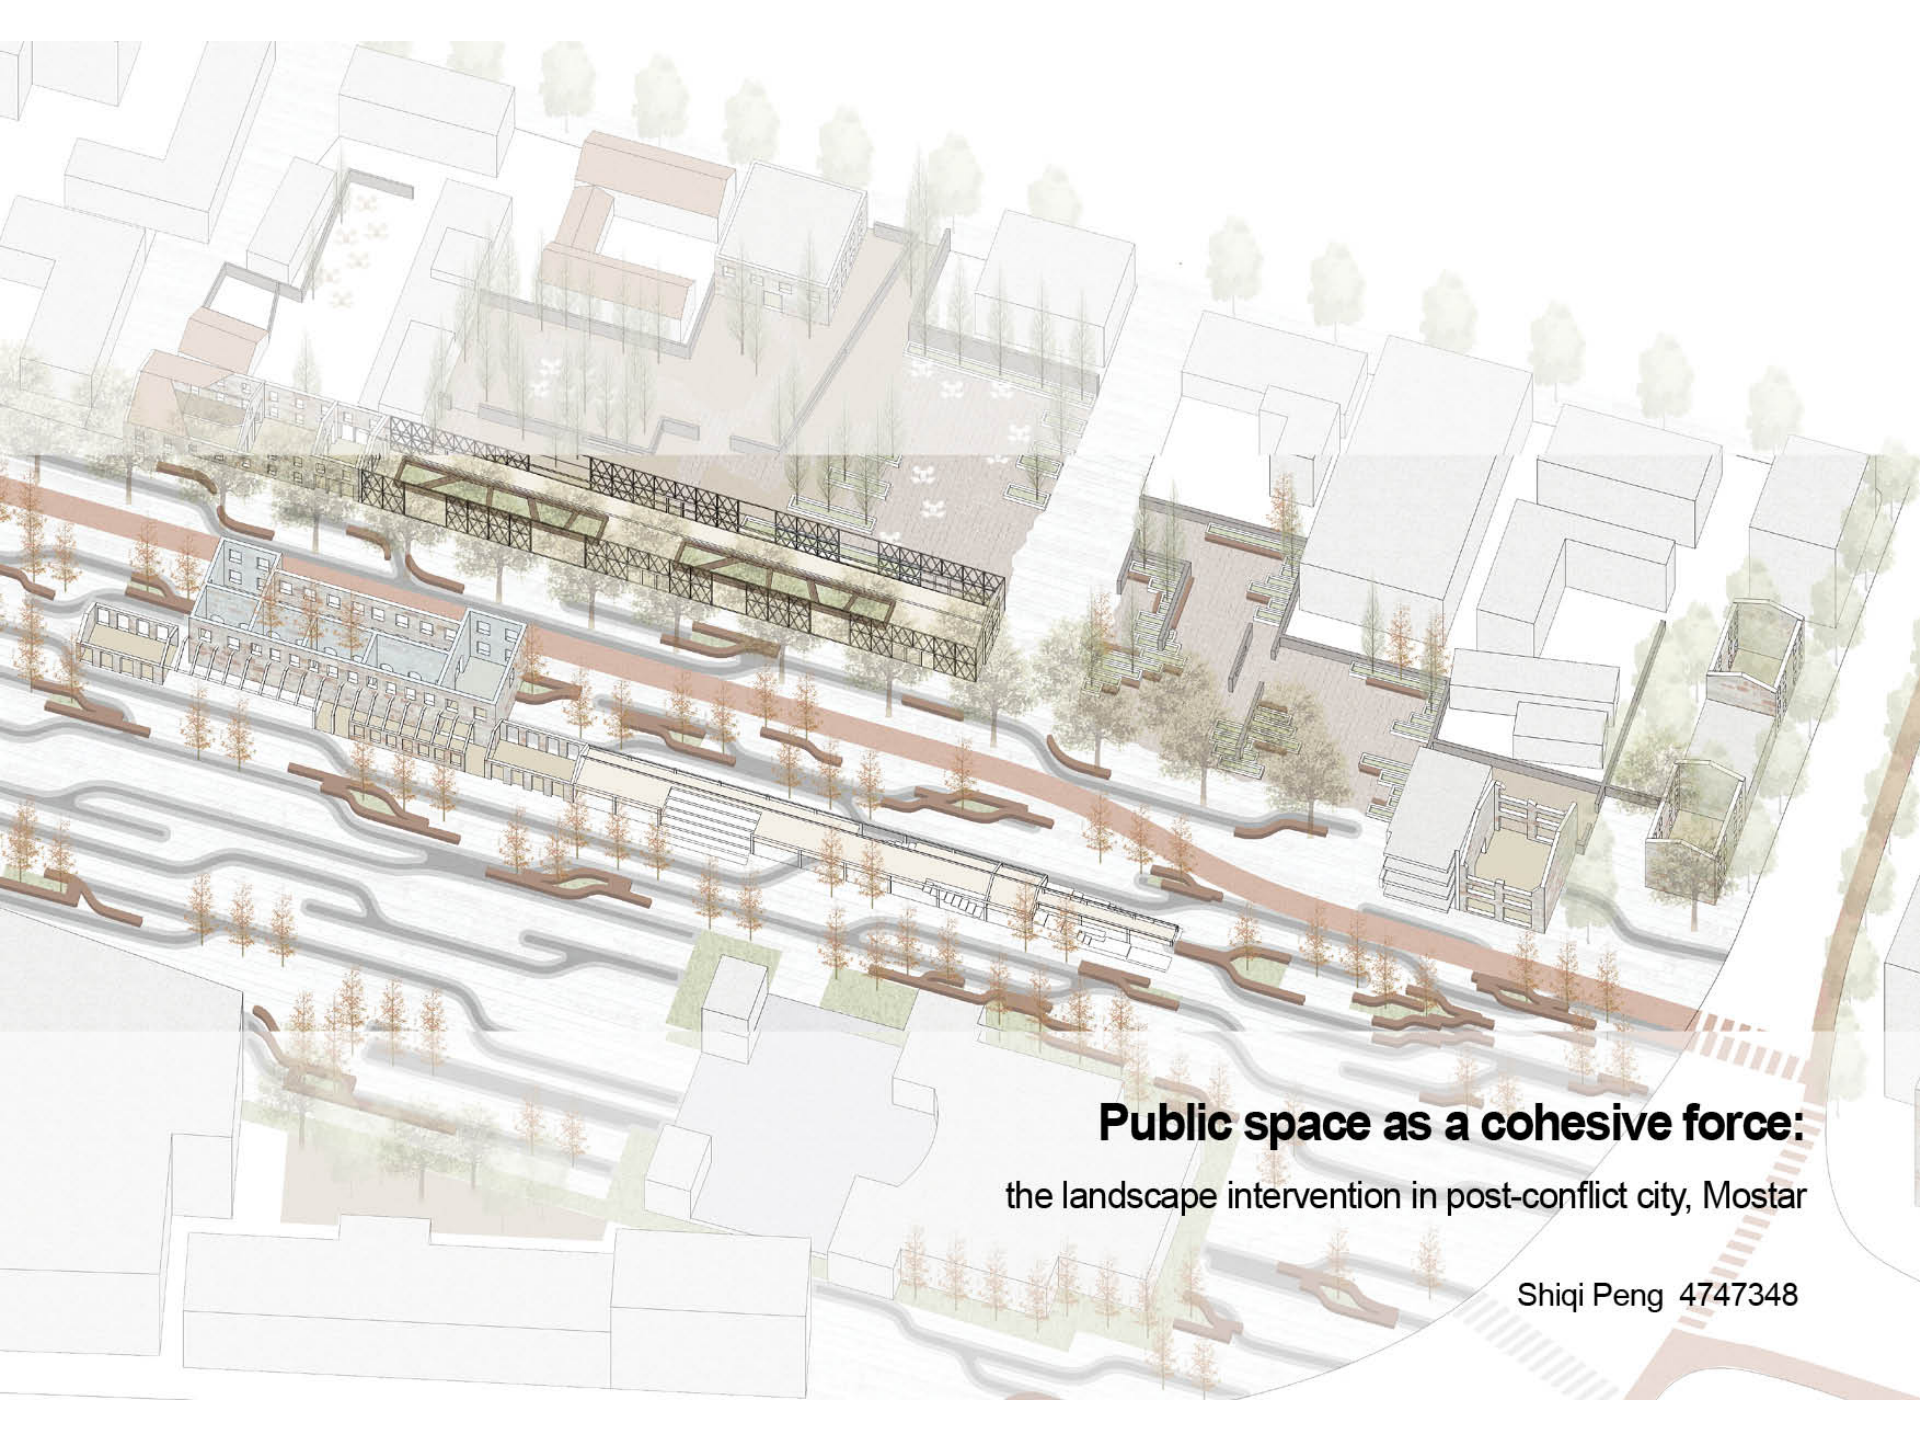 Public space as a cohesive force:
the landscape intervention in post-conflict city, Mostar
Shiqi Peng 4747348